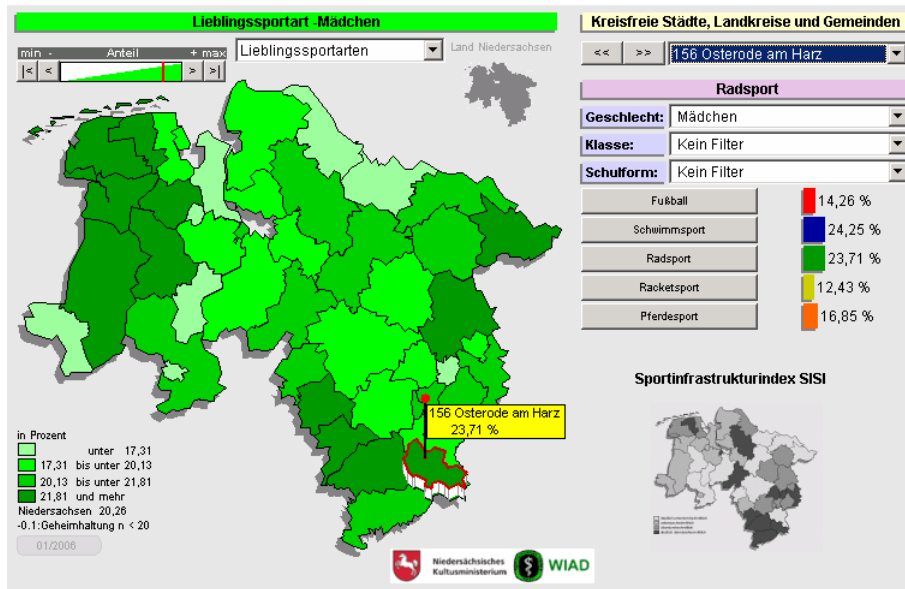 Lieblingssportart -Mädchen
min - Anteil + max
|< < > >|
Lieblingssportarten
Land Niedersachsen
Kreisfreie Städte, Landkreise und Gemeinden
<< >> 156 Osterode am Harz
Radsport
Geschlecht: Mädchen
Klasse: Kein Filter
Schulform: Kein Filter
Fußball 14,26 %
Schwimmsport 24,25 %
Radsport 23,71 %
Racketsport 12,43 %
Pferdesport 16,85 %
Sportinfrastrukturindex SISI
156 Osterode am Harz
23,71 %
in Prozent
unter 17,31
17,31 bis unter 20,13
20,13 bis unter 21,81
21,81 und mehr
Niedersachsen 20,26
-0.1:Geheimhaltung n < 20
01/2006
Niedersächsisches
Kultusministerium
WIAD